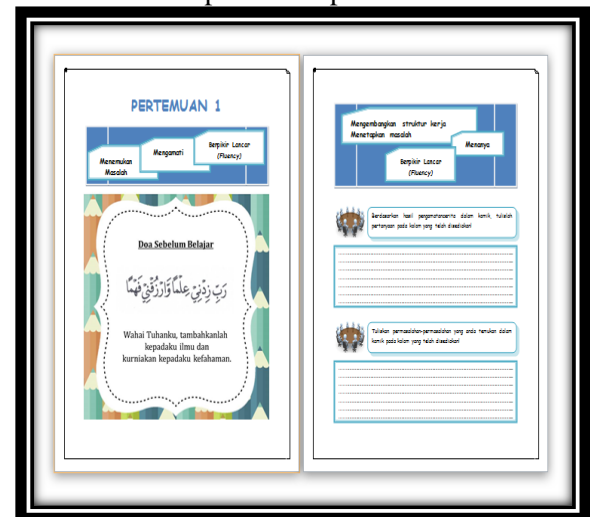 PERTEMUAN 1
Menemukan
Masalah
Mengamati
Berpikir Lancar
(Fluency)
Doa Sebelum Belajar
رَبِّ زِدْنِيْ عِلْمًا وَارْزُقْنِيْ فَهْمًا
Wahai Tuhanku, tambahkanlah
kepadaku ilmu dan
kurniakan kepadaku kefahaman.
Mengembangkan struktur kerja
Menetapkan masalah
Menanya
Berpikir Lancar
(Fluency)
Berdasarkan hasil pengamatancerita dalam komik, tulislah
pertanyaan pada kolom yang telah disediakan!
Tuliskan permasalahan-permasalahan yang anda temukan dalam
komik pada kolom yang telah disediakan!